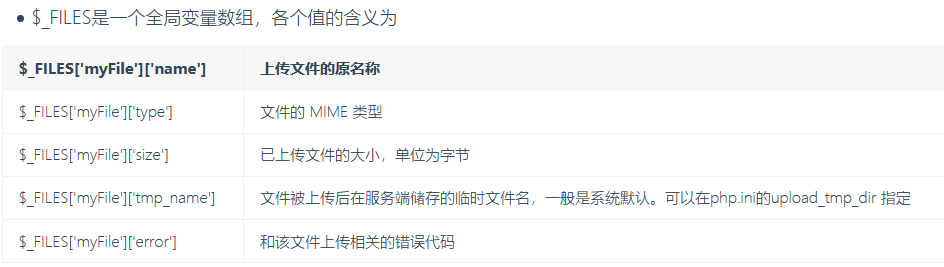 • $_FILES是一个全局变量数组，各个值的含义为
$_FILES['myFile']['name'] 上传文件的原名称
$_FILES['myFile']['type'] 文件的 MIME 类型
$_FILES['myFile']['size'] 已上传文件的大小，单位为字节
$_FILES['myFile']['tmp_name'] 文件被上传后在服务端储存的临时文件名，一般是系统默认。可以在php.ini的upload_tmp_dir 指定
$_FILES['myFile']['error'] 和该文件上传相关的错误代码